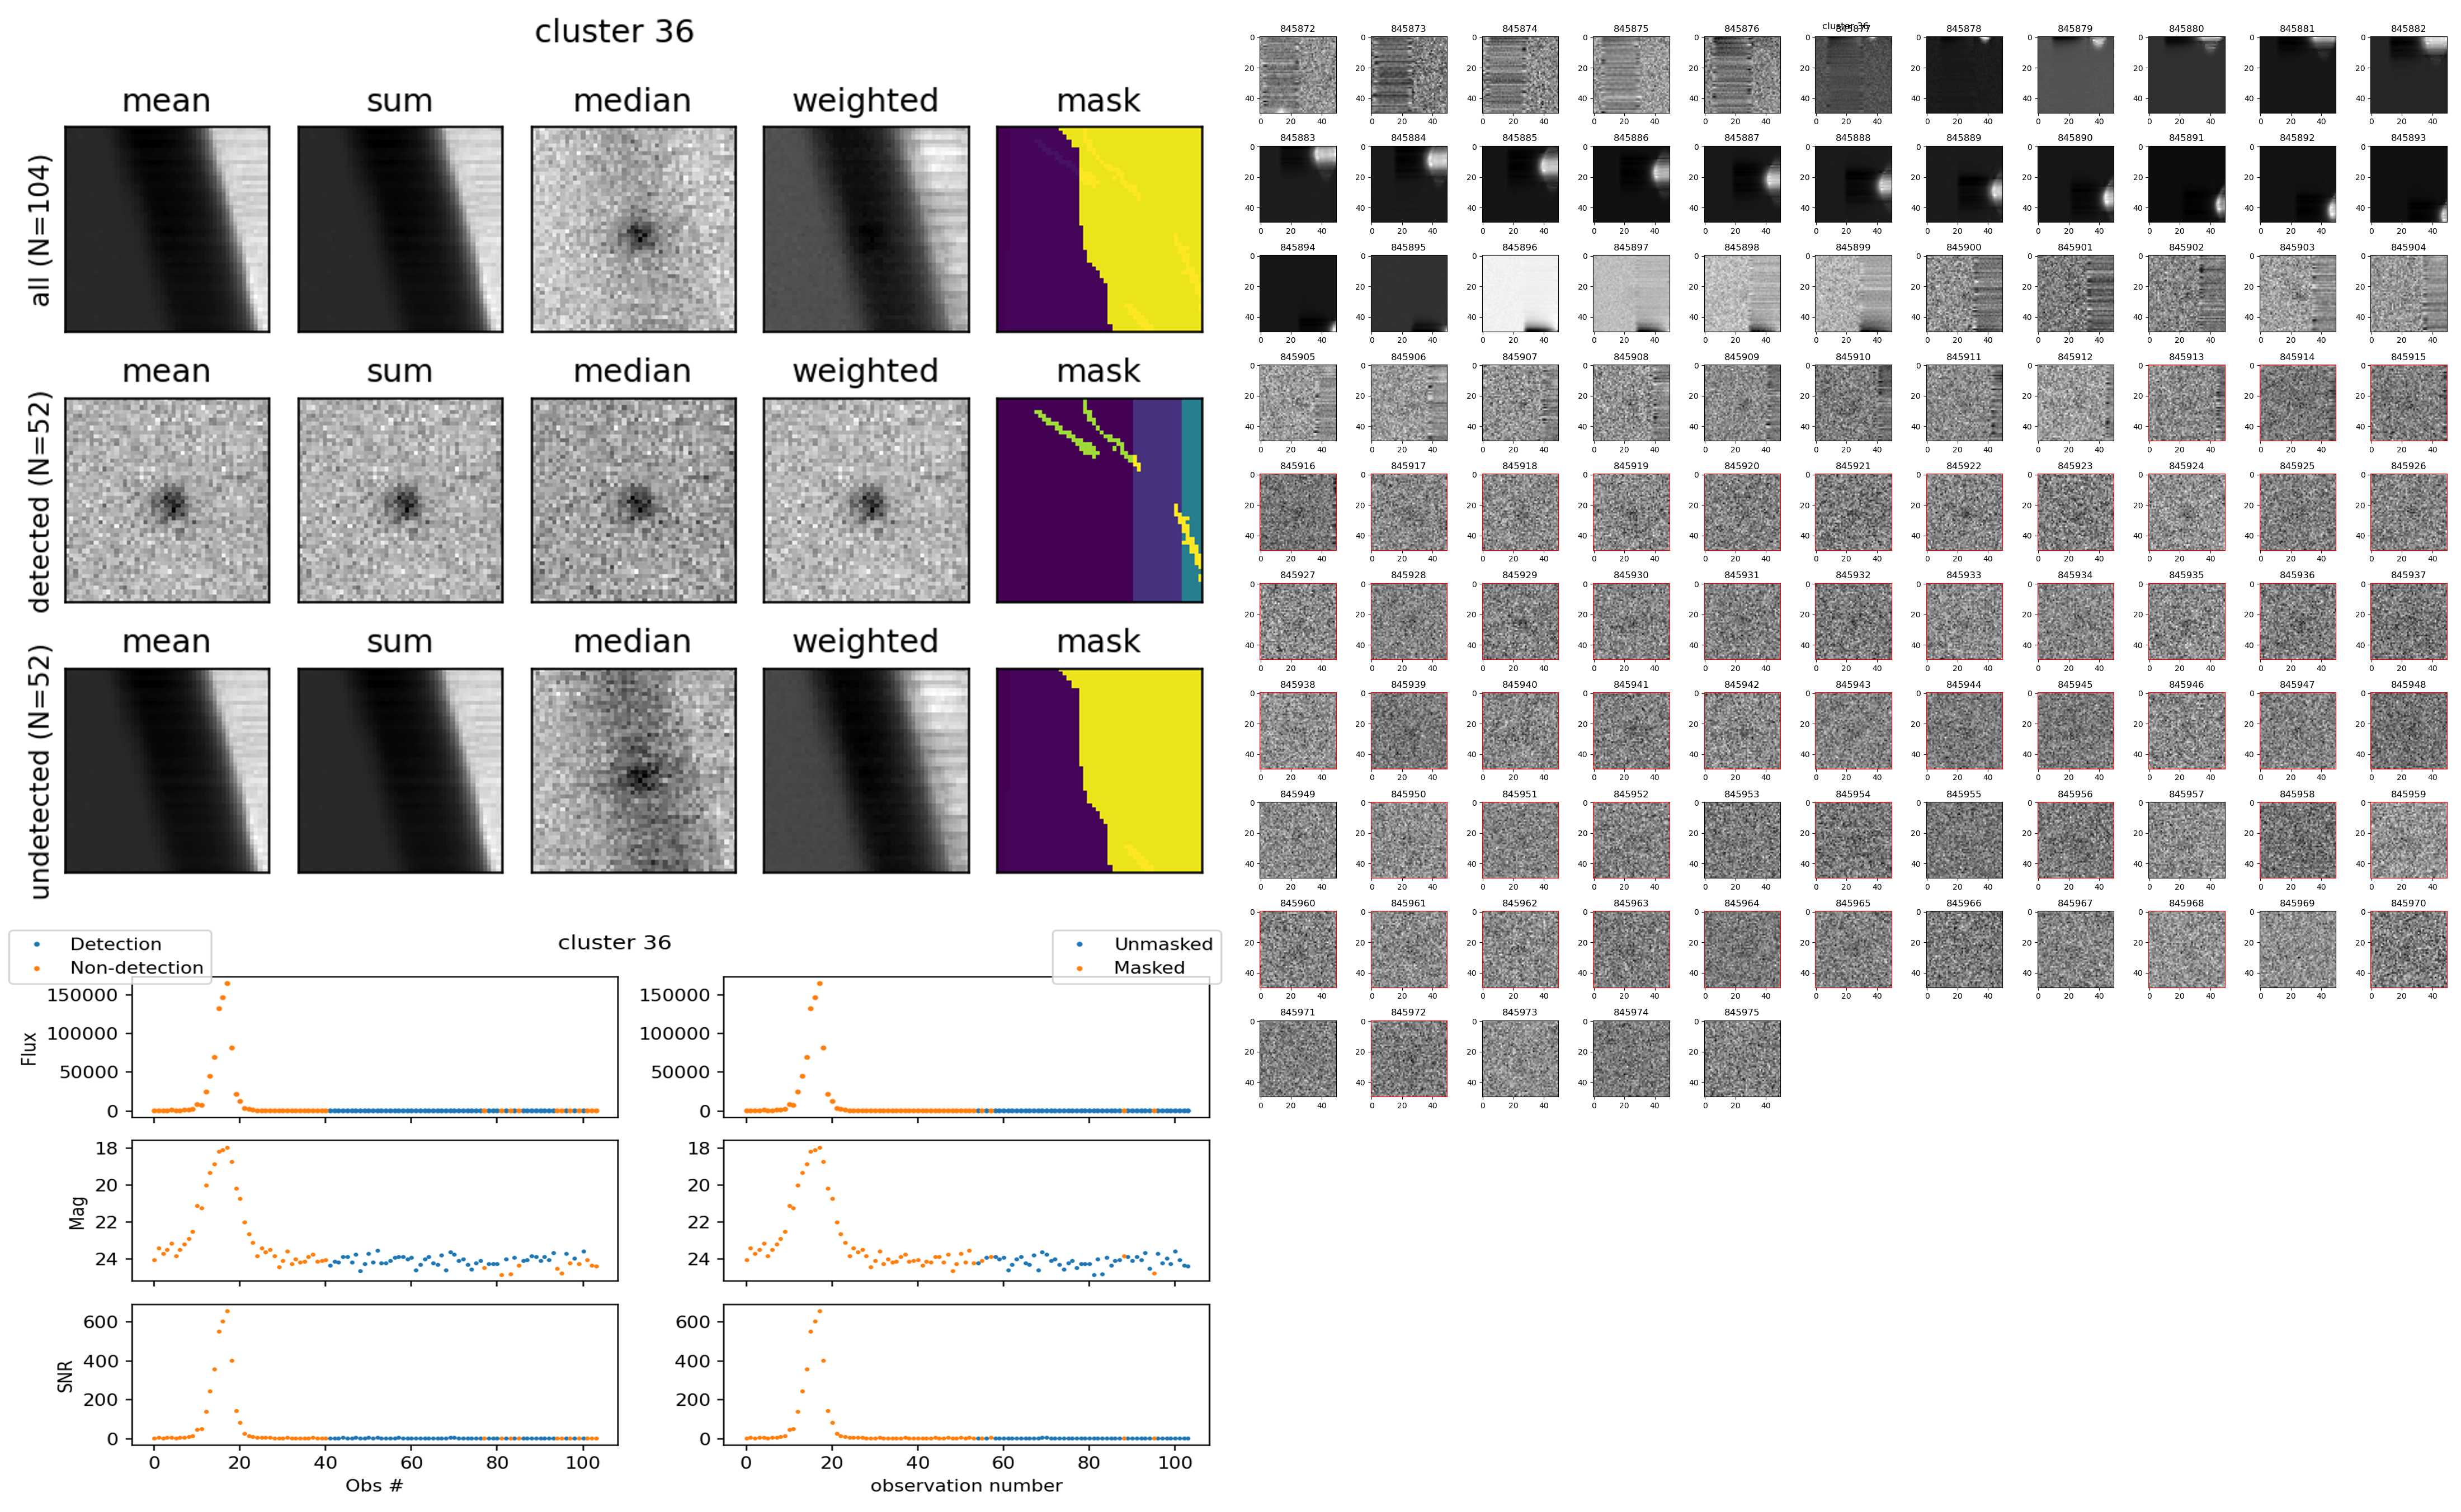 cluster 36
mean sum median weighted mask
all (N=104)
mean sum median weighted mask
detected (N=52)
mean sum median weighted mask
undetected (N=52)
cluster 36
Detection
Non-detection
Unmasked
Masked
Flux
150000
100000
50000
0
150000
100000
50000
0
Mag
18
20
22
24
18
20
22
24
SNR
600
400
200
0
600
400
200
0
0 20 40 60 80 100
Obs #
0 20 40 60 80 100
observation number
cluster 36
845872 845873 845874 845875 845876 845877 845878 845879 845880 845881 845882
845883 845884 845885 845886 845887 845888 845889 845890 845891 845892 845893
845894 845895 845896 845897 845898 845899 845900 845901 845902 845903 845904
845905 845906 845907 845908 845909 845910 845911 845912 845913 845914 845915
845916 845917 845918 845919 845920 845921 845922 845923 845924 845925 845926
845927 845928 845929 845930 845931 845932 845933 845934 845935 845936 845937
845938 845939 845940 845941 845942 845943 845944 845945 845946 845947 845948
845949 845950 845951 845952 845953 845954 845955 845956 845957 845958 845959
845960 845961 845962 845963 845964 845965 845966 845967 845968 845969 845970
845971 845972 845973 845974 845975